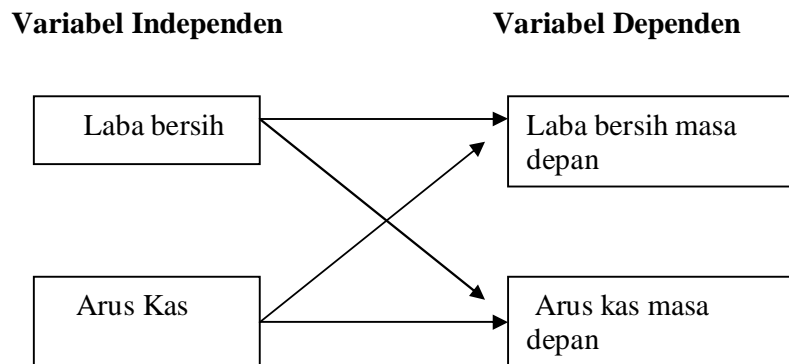 Variabel Independen
Variabel Dependen
Laba bersih
Laba bersih masa
depan
Arus Kas
Arus kas masa
depan